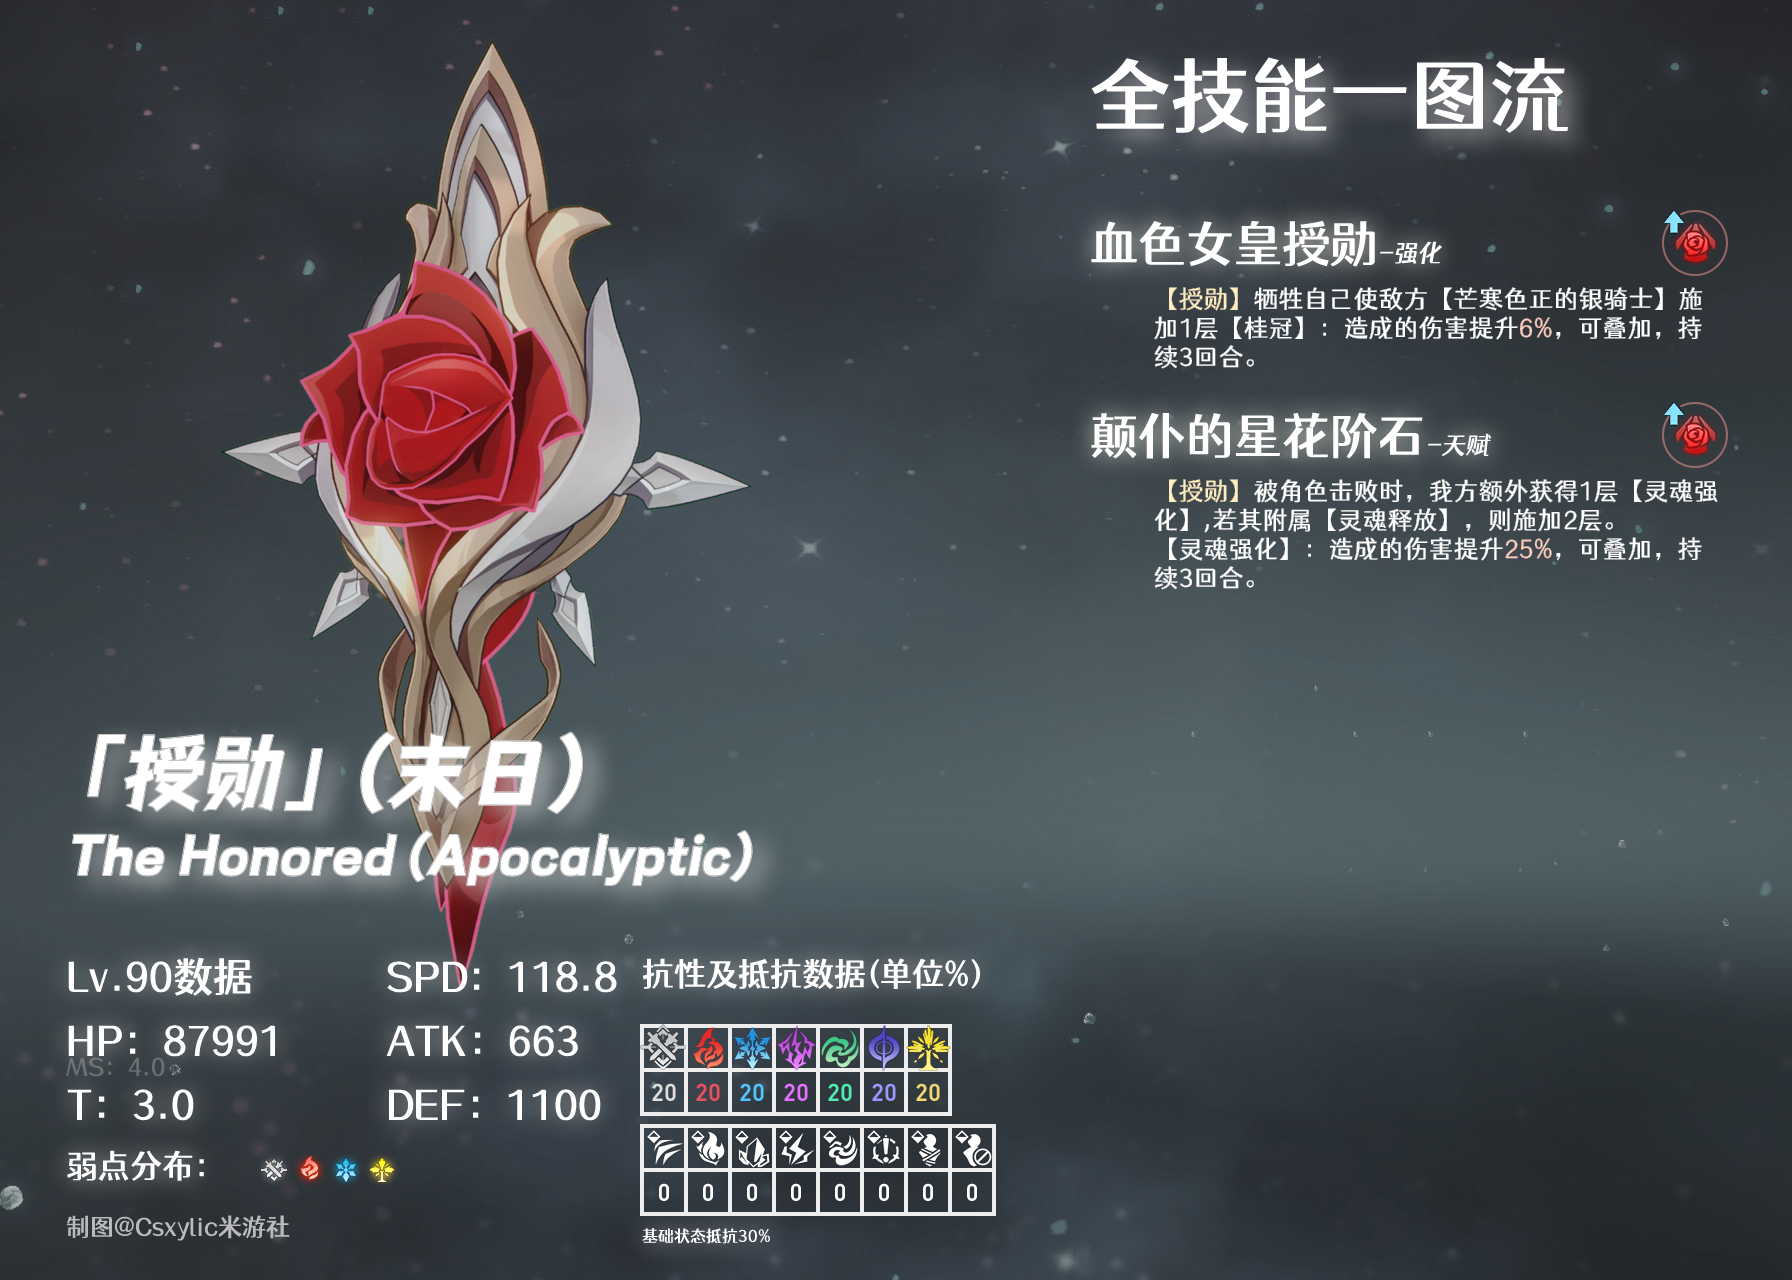 全技能一图流
血色女皇授勋-强化
【授勋】牺牲自己使敌方【芒寒色正的银骑士】施
加1层【桂冠】：造成的伤害提升6%，可叠加，持
续3回合。
颠仆的星花阶石-天赋
【授勋】被角色击败时，我方额外获得1层【灵魂强
化】,若其附属【灵魂释放】，则施加2层。
【灵魂强化】：造成的伤害提升25%，可叠加，持
续3回合。
「授勋」（末日）
The Honored (Apocalyptic)
Lv.90数据
SPD：118.8
HP：87991
ATK：663
MS：4.0
T：3.0
DEF：1100
弱点分布：
制图@Csxylic米游社
抗性及抵抗数据(单位%)
20 20 20 20 20 20 20
0 0 0 0 0 0 0 0
基础状态抵抗30%